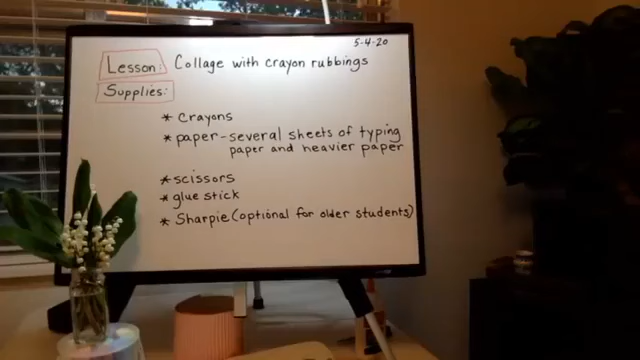 5-4-20
Lesson: Collage with crayon rubbings
Supplies:
* Crayons
* paper-several sheets of typing
paper and heavier paper
* scissors
* glue stick
* Sharpie (optional for older students)